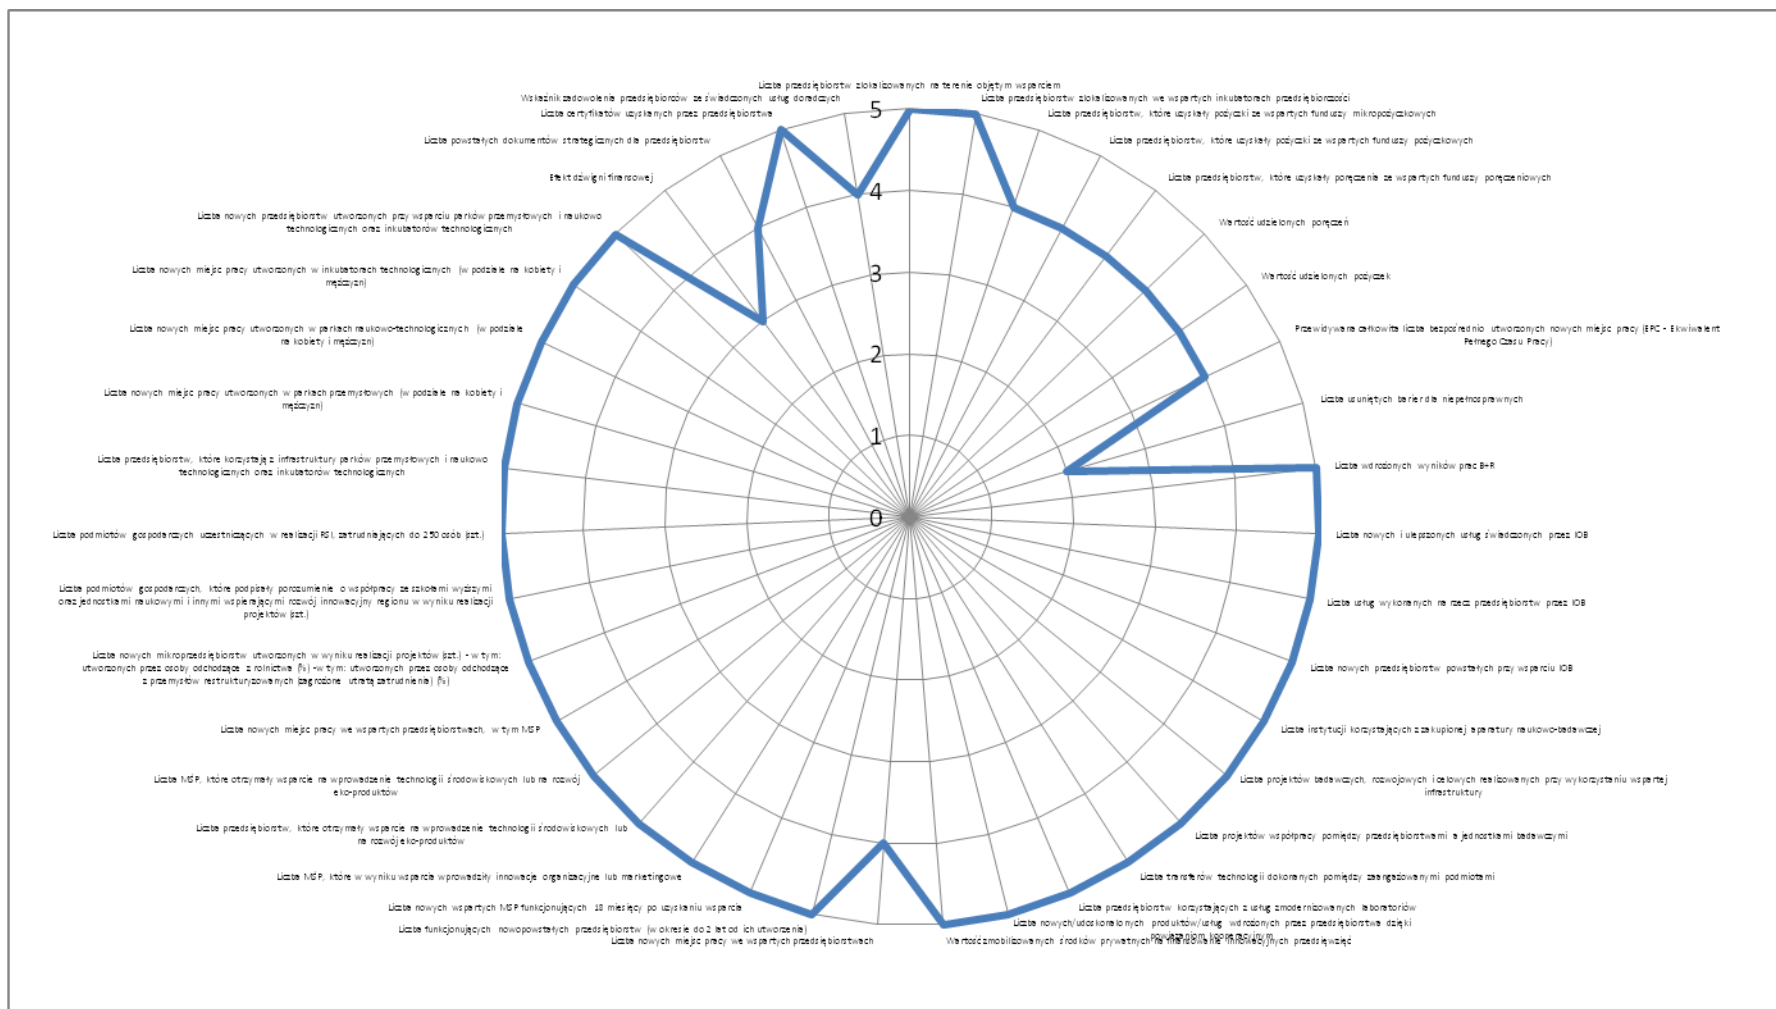 Liczba przedsiębiorstw zlokalizowanych na terenie objętym wsparciem
Liczba przedsiębiorstw zlokalizowanych we wspartych inkubatorach przedsiębiorczości
Liczba przedsiębiorstw, które uzyskały pożyczki ze wspartych funduszy mikropożyczkowych
Liczba przedsiębiorstw, które uzyskały pożyczki ze wspartych funduszy pożyczkowych
Liczba przedsiębiorstw, które uzyskały poręczenia ze wspartych funduszy poręczeniowych
Wartość udzielonych poręczeń
Wartość udzielonych pożyczek
Przewidywana całkowita liczba bezpośrednio utworzonych nowych miejsc pracy (EPC - Ekwiwalent
Pełnego Czasu Pracy)
Liczba usuniętych barier dla niepełnosprawnych
Liczba wdrożonych wyników prac B+R
Liczba nowych i ulepszonych usług świadczonych przez IOB
Liczba usług wykonanych na rzecz przedsiębiorstw przez IOB
Liczba nowych przedsiębiorstw powstałych przy wsparciu IOB
Liczba instytucji korzystających z zakupionej aparatury naukowo-badawczej
Liczba projektów badawczych, rozwojowych i celowych realizowanych przy wykorzystaniu wspartej
infrastruktury
Liczba projektów współpracy pomiędzy przedsiębiorstwami a jednostkami badawczymi
Liczba transferów technologii dokonanych pomiędzy zaangażowanymi podmiotami
Liczba przedsiębiorstw korzystających z usług zmodernizowanych laboratoriów
Liczba nowych/udoskonalonych produktów/usług wdrożonych przez przedsiębiorstwa dzięki
powiązaniom kooperacyjnym
Wartość zmobilizowanych środków prywatnych na finansowanie innowacyjnych przedsięwzięć
Liczba nowych miejsc pracy we wspartych przedsiębiorstwach
Liczba funkcjonujących nowopowstałych przedsiębiorstw (w okresie do 2 lat od ich utworzenia)
Liczba nowych wspartych MSP funkcjonujących 18 miesięcy po uzyskaniu wsparcia
Liczba MŚP, które w wyniku wsparcia wprowadziły innowacje organizacyjne lub marketingowe
Liczba przedsiębiorstw, które otrzymały wsparcie na wprowadzenie technologii środowiskowych lub
na rozwój eko-produktów
Liczba MŚP, które otrzymały wsparcie na wprowadzenie technologii środowiskowych lub na rozwój
eko-produktów
Liczba nowych miejsc pracy we wspartych przedsiębiorstwach, w tym MSP
Liczba nowych mikroprzedsiębiorstw utworzonych w wyniku realizacji projektów (szt.) - w tym:
utworzonych przez osoby odchodzące z rolnictwa (%) -w tym: utworzonych przez osoby odchodzące
z przemysłów restrukturyzowanych (zagrożone utratą zatrudnienia) (%)
Liczba podmiotów gospodarczych, które podpisały porozumienie o współpracy ze szkołami wyższymi
oraz jednostkami naukowymi i innymi wspierającymi rozwój innowacyjny regionu w wyniku realizacji
projektów (szt.)
Liczba podmiotów gospodarczych uczestniczących w realizacji RSI, zatrudniających do 250 osób (szt.)
Liczba przedsiębiorstw, które korzystają z infrastruktury parków przemysłowych i naukowo
technologicznych oraz inkubatorów technologicznych
Liczba nowych miejsc pracy utworzonych w parkach przemysłowych (w podziale na kobiety i
mężczyzn)
Liczba nowych miejsc pracy utworzonych w parkach naukowo-technologicznych (w podziale
na kobiety i mężczyzn)
Liczba nowych miejsc pracy utworzonych w inkubatorach technologicznych (w podziale na kobiety i
mężczyzn)
Liczba nowych przedsiębiorstw utworzonych przy wsparciu parków przemysłowych i naukowo
technologicznych oraz inkubatorów technologicznych
Efekt dźwigni finansowej
Liczba powstałych dokumentów strategicznych dla przedsiębiorstw
Liczba certyfikatów uzyskanych przez przedsiębiorstwa
Wskaźnik zadowolenia przedsiębiorców ze świadczonych usług doradczych
5
4
3
2
1
0